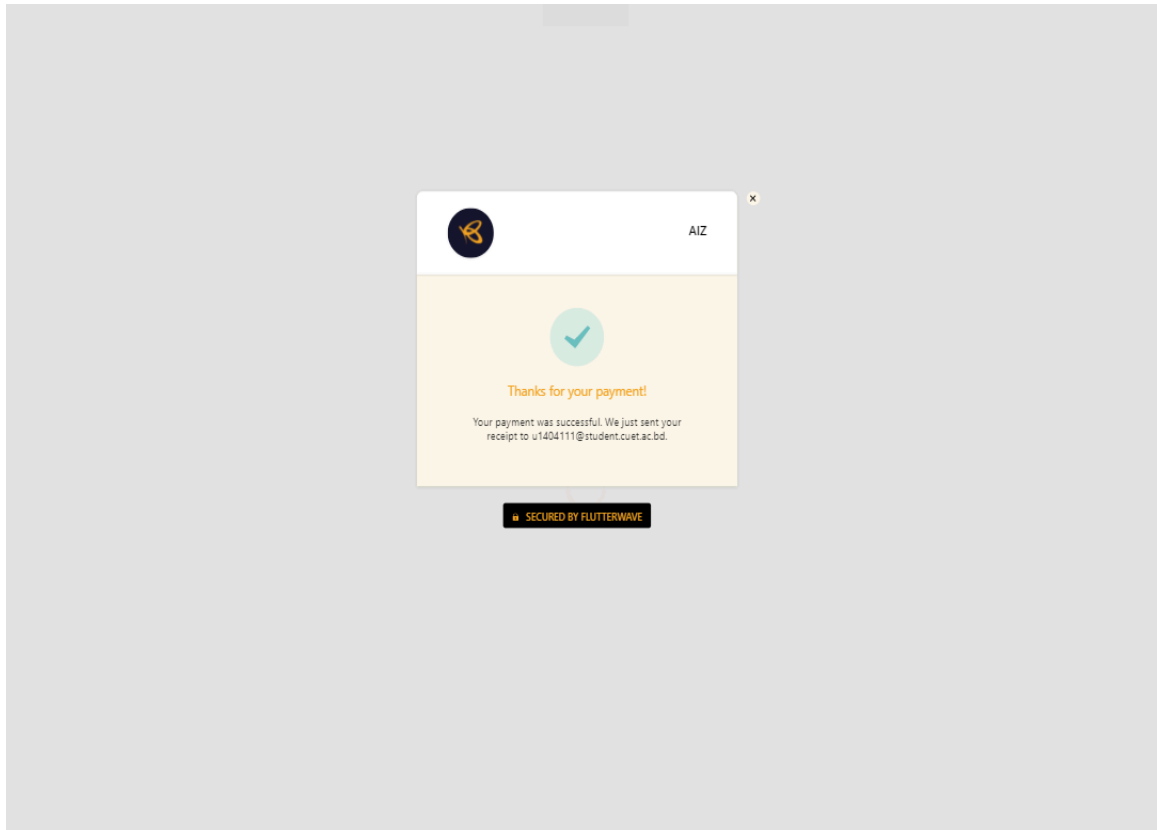 AIZ
Thanks for your payment!
Your payment was successful. We just sent your
receipt to u1404111@student.cuet.ac.bd.
SECURED BY FLUTTERWAVE